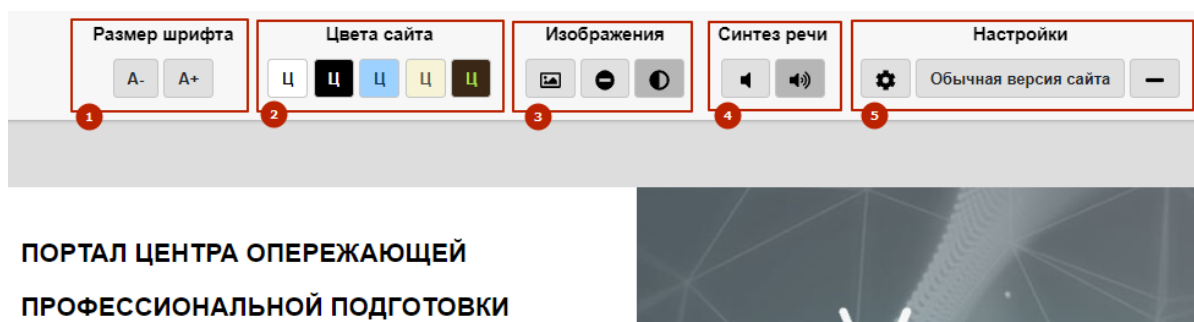 Размер шрифта
Цвета сайта
Изображения
Синтез речи
Настройки
A- A+
Ц Ц Ц Ц Ц
Обычная версия сайта
1 2 3 4 5
ПОРТАЛ ЦЕНТРА ОПЕРЕЖАЮЩЕЙ
ПРОФЕССИОНАЛЬНОЙ ПОДГОТОВКИ